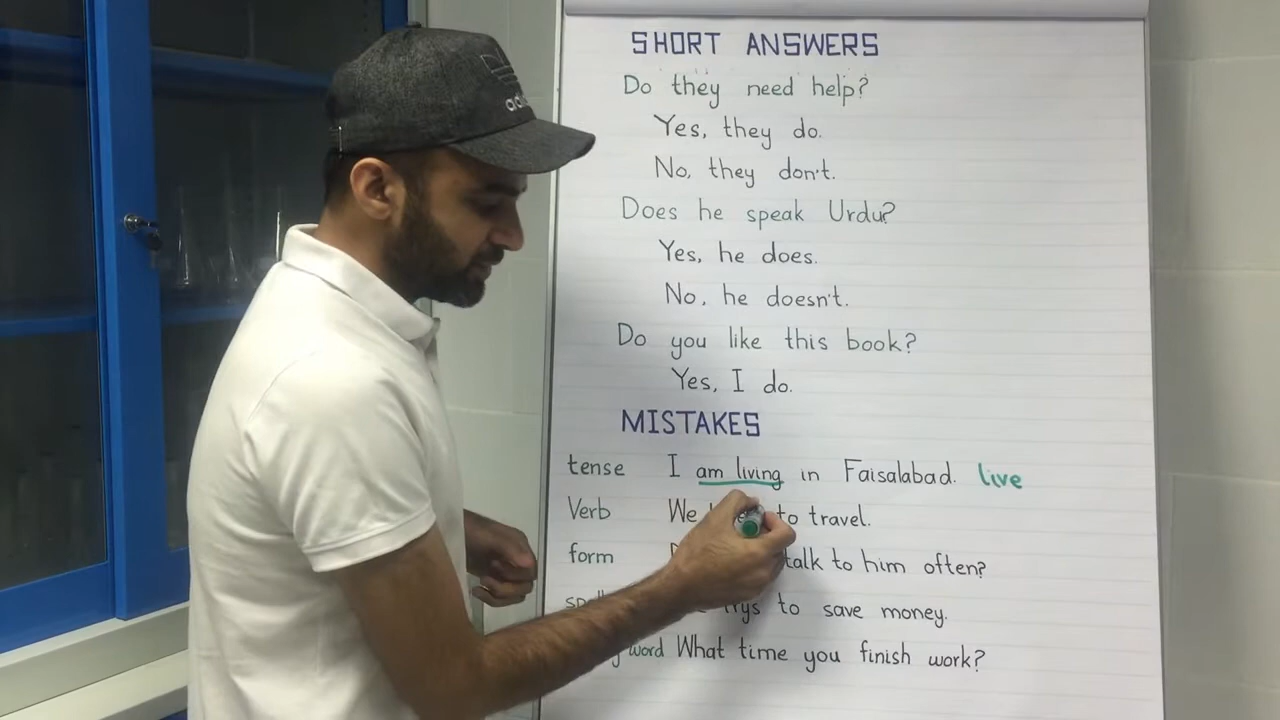 SHORT ANSWERS
Do they need help?
Yes, they do.
No, they don't.
Does he speak Urdu?
Yes, he does.
No, he doesn't.
Do you like this book?
Yes, I do.
MISTAKES
tense I am living in Faisalabad. live
Verb We to travel.
form talk to him often?
to save money.
word What time you finish work?